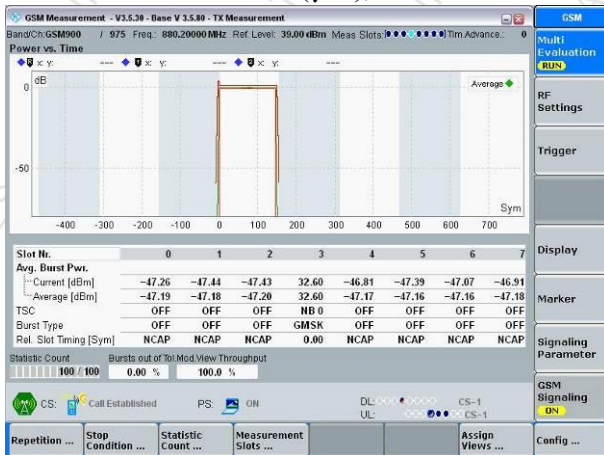 GSM Measurement - V3.5.30 - Base V 3.5.80 - TX Measurement
GSM
Band/Ch: GSM900 / 975 Freq.: 880.20000 MHz Ref. Level: 39.00 dBm Meas Slots: Tim.Advance.: 0
Multi Evaluation
RUN
Power vs. Time
x: y: --- x: y: --- x: y: ---
dB
Average
0
-50
Sym
-400 -300 -200 -100 0 100 200 300 400 500 600 700
RF Settings
Trigger
Display
Marker
Signaling Parameter
GSM Signaling
ON
Slot Nr. 0 1 2 3 4 5 6 7
Avg. Burst Pwr.
Current [dBm] -47.26 -47.44 -47.43 32.60 -46.81 -47.39 -47.07 -46.91
Average [dBm] -47.19 -47.18 -47.20 32.60 -47.17 -47.16 -47.16 -47.18
TSC OFF OFF OFF NB 0 OFF OFF OFF OFF
Burst Type OFF OFF OFF GMSK OFF OFF OFF OFF
Rel. Slot Timing [Sym] NCAP NCAP NCAP 0.00 NCAP NCAP NCAP NCAP
Statistic Count Bursts out of Tol. Mod.View Throughput
100 / 100 0.00 % 100.0 %
CS: Call Established PS: ON DL: CS-1
UL: CS-1
Repetition ... Stop Condition ... Statistic Count ... Measurement Slots ... Assign Views ... Config ...